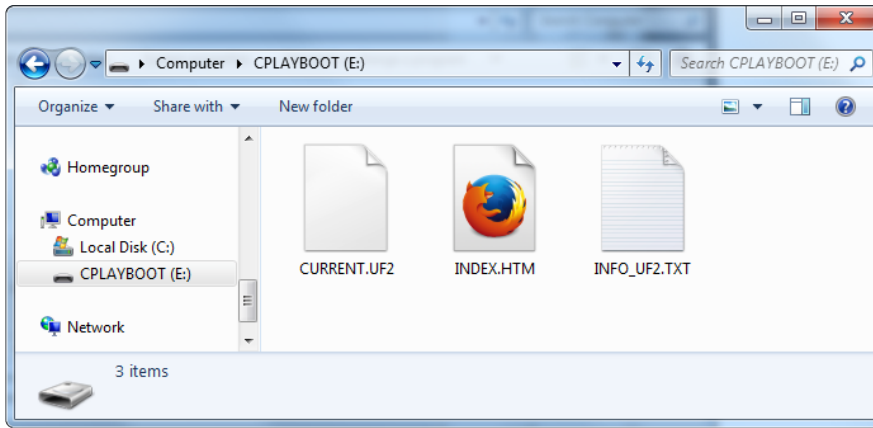 Computer CPLAYBOOT (E:) Search CPLAYBOOT (E:)
Organize Share with New folder
Homegroup
Computer
Local Disk (C:)
CPLAYBOOT (E:)
Network
CURRENT.UF2 INDEX.HTM INFO_UF2.TXT
3 items